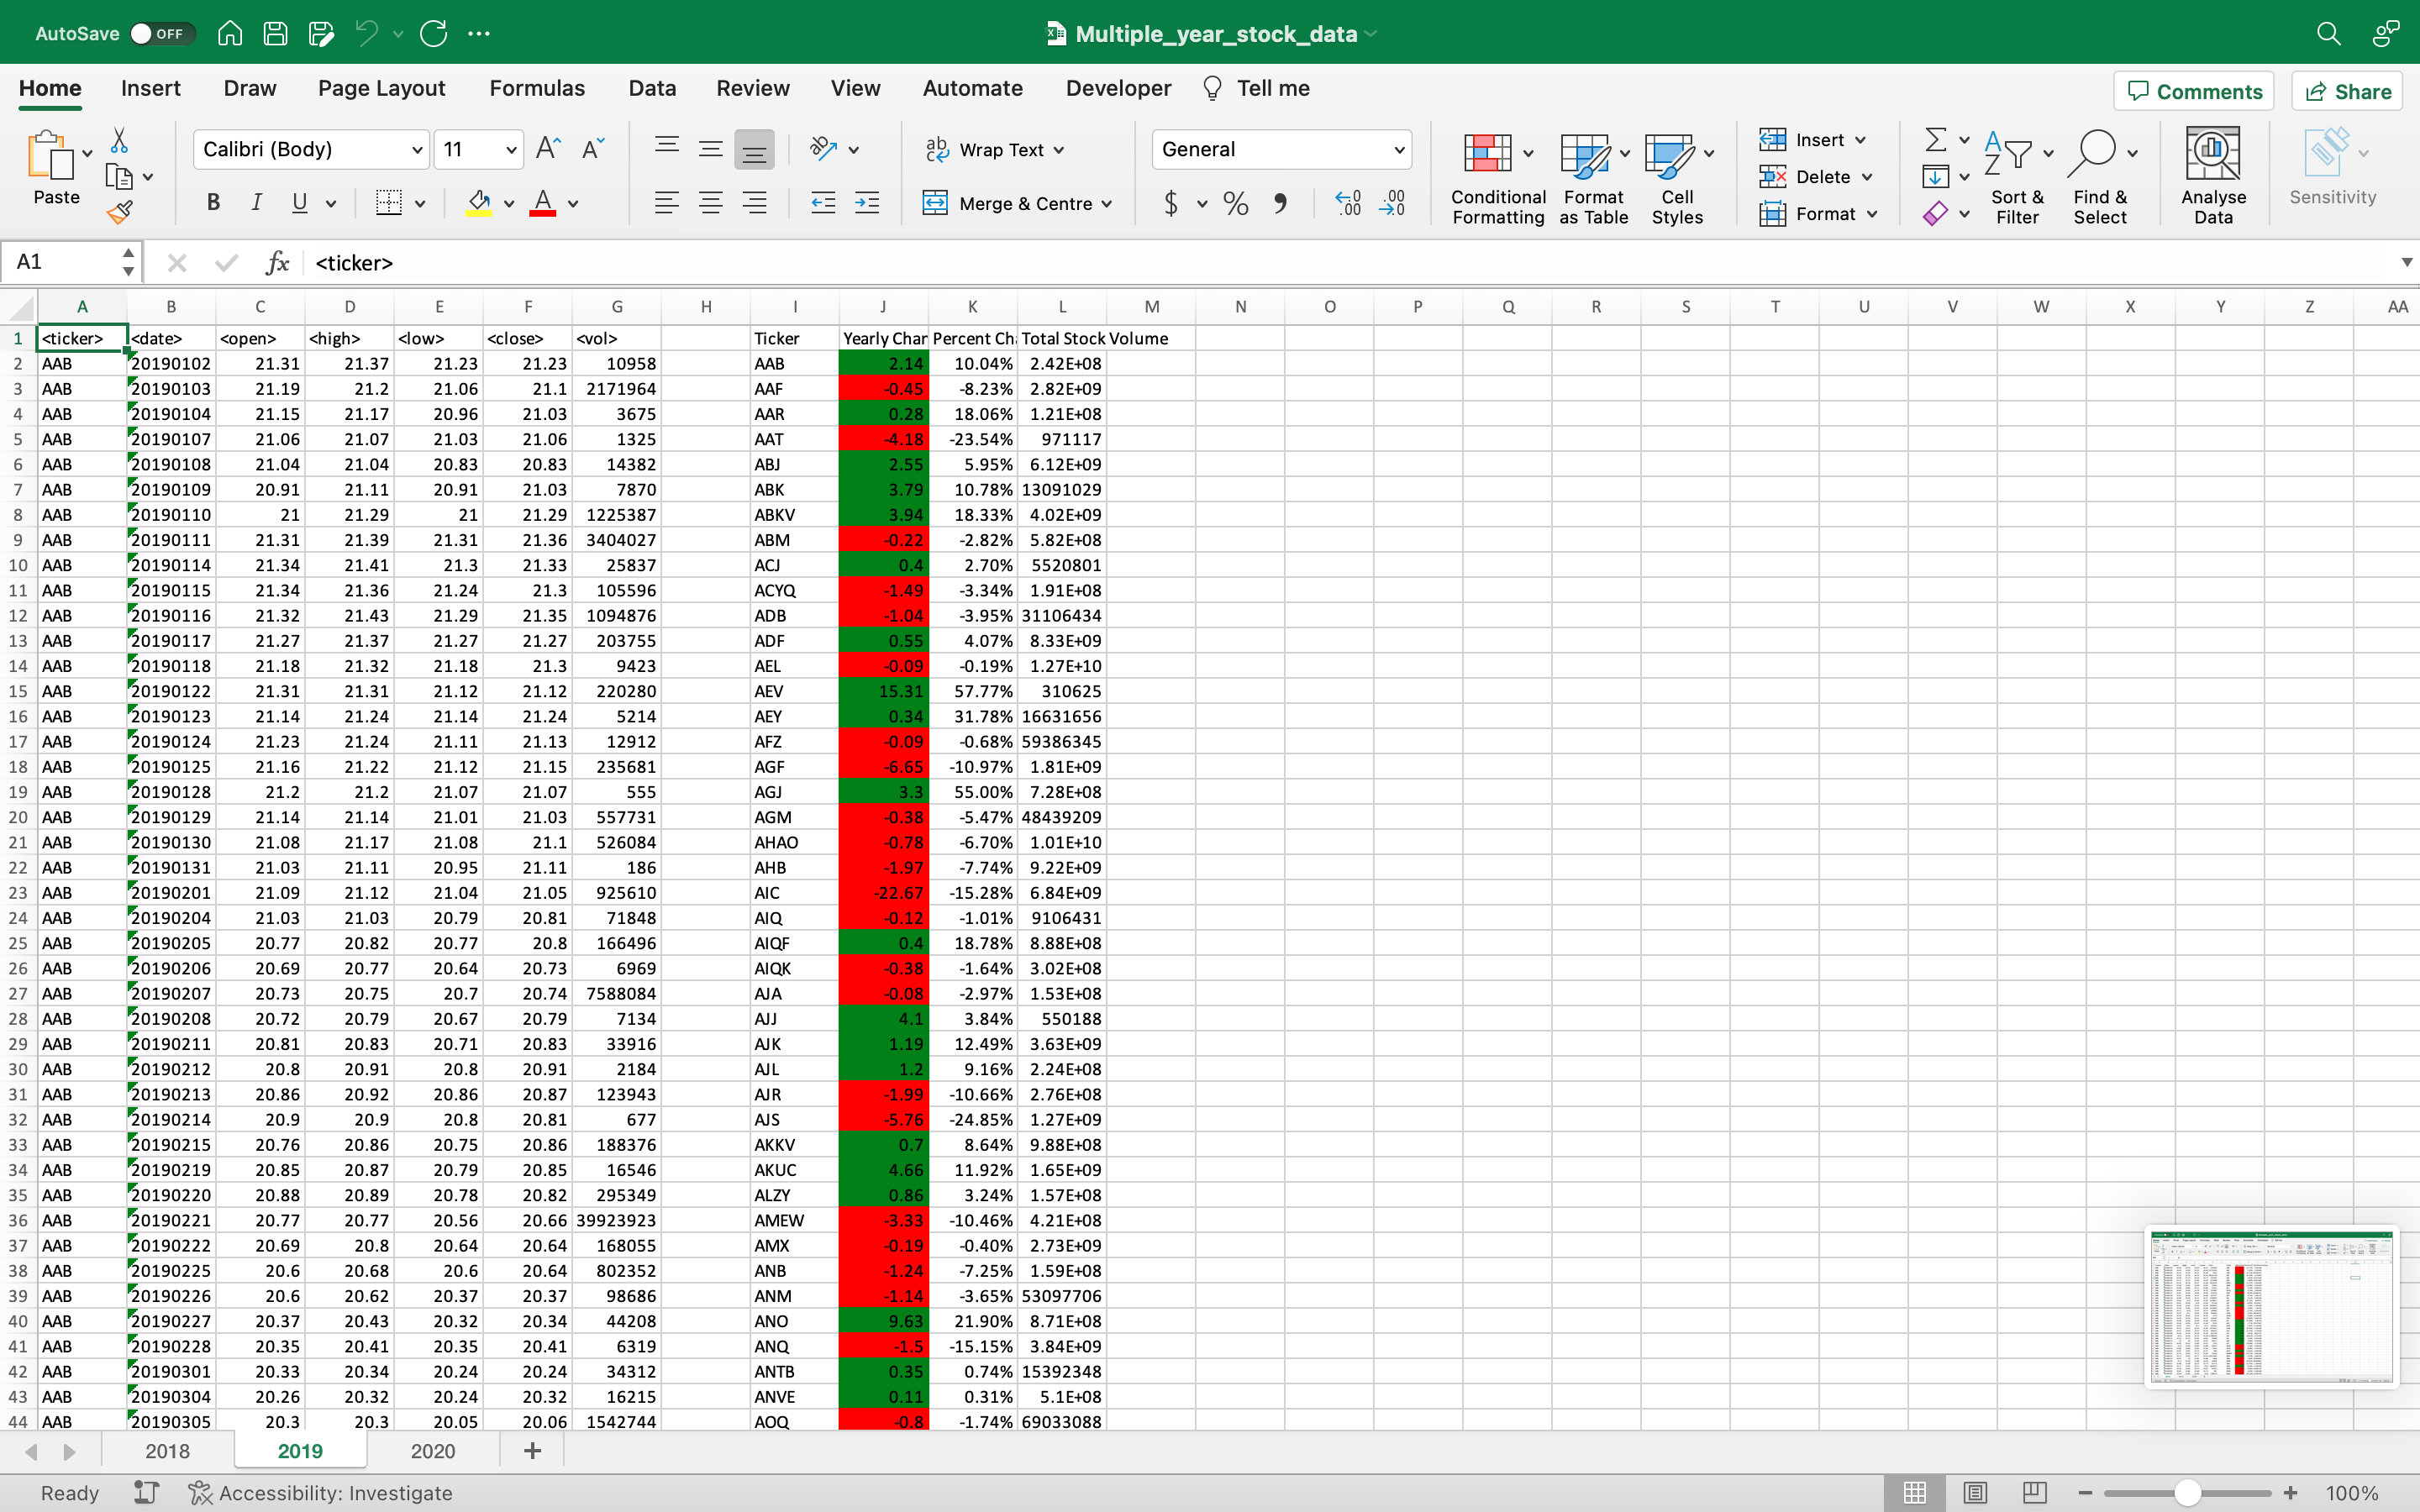 AutoSave OFF Multiple_year_stock_data
Home Insert Draw Page Layout Formulas Data Review View Automate Developer Tell me Comments Share
Paste Calibri (Body) 11 A A Wrap Text General Conditional Formatting Format as Table Cell Styles Insert Sort & Filter Find & Select Analyse Data Sensitivity
B I U A Merge & Centre $ % Delete
Format
A1 fx <ticker>
A B C D E F G H I J K L M N O P Q R S T U V W X Y Z AA
1 <ticker> <date> <open> <high> <low> <close> <vol> Ticker Yearly Char Percent Ch Total Stock Volume
2 AAB 20190102 21.31 21.37 21.23 21.23 10958 AAB 2.14 10.04% 2.42E+08
3 AAB 20190103 21.19 21.2 21.06 21.1 2171964 AAF -0.45 -8.23% 2.82E+09
4 AAB 20190104 21.15 21.17 20.96 21.03 3675 AAR 0.28 18.06% 1.21E+08
5 AAB 20190107 21.06 21.07 21.03 21.06 1325 AAT -4.18 -23.54% 971117
6 AAB 20190108 21.04 21.04 20.83 20.83 14382 ABJ 2.55 5.95% 6.12E+09
7 AAB 20190109 20.91 21.11 20.91 21.03 7870 ABK 3.79 10.78% 13091029
8 AAB 20190110 21 21.29 21 21.29 1225387 ABKV 3.94 18.33% 4.02E+09
9 AAB 20190111 21.31 21.39 21.31 21.36 3404027 ABM -0.22 -2.82% 5.82E+08
10 AAB 20190114 21.34 21.41 21.3 21.33 25837 ACJ 0.4 2.70% 5520801
11 AAB 20190115 21.34 21.36 21.24 21.3 105596 ACYQ -1.49 -3.34% 1.91E+08
12 AAB 20190116 21.32 21.43 21.29 21.35 1094876 ADB -1.04 -3.95% 31106434
13 AAB 20190117 21.27 21.37 21.27 21.27 203755 ADF 0.55 4.07% 8.33E+09
14 AAB 20190118 21.18 21.32 21.18 21.3 9423 AEL -0.09 -0.19% 1.27E+10
15 AAB 20190122 21.31 21.31 21.12 21.12 220280 AEV 15.31 57.77% 310625
16 AAB 20190123 21.14 21.24 21.14 21.24 5214 AEY 0.34 31.78% 16631656
17 AAB 20190124 21.23 21.24 21.11 21.13 12912 AFZ -0.09 -0.68% 59386345
18 AAB 20190125 21.16 21.22 21.12 21.15 235681 AGF -6.65 -10.97% 1.81E+09
19 AAB 20190128 21.2 21.2 21.07 21.07 555 AGJ 3.3 55.00% 7.28E+08
20 AAB 20190129 21.14 21.14 21.01 21.03 557731 AGM -0.38 -5.47% 48439209
21 AAB 20190130 21.08 21.17 21.08 21.1 526084 AHAO -0.78 -6.70% 1.01E+10
22 AAB 20190131 21.03 21.11 20.95 21.11 186 AHB -1.97 -7.74% 9.22E+09
23 AAB 20190201 21.09 21.12 21.04 21.05 925610 AIC -22.67 -15.28% 6.84E+09
24 AAB 20190204 21.03 21.03 20.79 20.81 71848 AIQ -0.12 -1.01% 9106431
25 AAB 20190205 20.77 20.82 20.77 20.8 166496 AIQF 0.4 18.78% 8.88E+08
26 AAB 20190206 20.69 20.77 20.64 20.73 6969 AIQK -0.38 -1.64% 3.02E+08
27 AAB 20190207 20.73 20.75 20.7 20.74 7588084 AJA -0.08 -2.97% 1.53E+08
28 AAB 20190208 20.72 20.79 20.67 20.79 7134 AJJ 4.1 3.84% 550188
29 AAB 20190211 20.81 20.83 20.71 20.83 33916 AJK 1.19 12.49% 3.63E+09
30 AAB 20190212 20.8 20.91 20.8 20.91 2184 AJL 1.2 9.16% 2.24E+08
31 AAB 20190213 20.86 20.92 20.86 20.87 123943 AJR -1.99 -10.66% 2.76E+08
32 AAB 20190214 20.9 20.9 20.8 20.81 677 AJS -5.76 -24.85% 1.27E+09
33 AAB 20190215 20.76 20.86 20.75 20.86 188376 AKKV 0.7 8.64% 9.88E+08
34 AAB 20190219 20.85 20.87 20.79 20.85 16546 AKUC 4.66 11.92% 1.65E+09
35 AAB 20190220 20.88 20.89 20.78 20.82 295349 ALZY 0.86 3.24% 1.57E+08
36 AAB 20190221 20.77 20.77 20.56 20.66 39923923 AMEW -3.33 -10.46% 4.21E+08
37 AAB 20190222 20.69 20.8 20.64 20.64 168055 AMX -0.19 -0.40% 2.73E+09
38 AAB 20190225 20.6 20.68 20.6 20.64 802352 ANB -1.24 -7.25% 1.59E+08
39 AAB 20190226 20.6 20.62 20.37 20.37 98686 ANM -1.14 -3.65% 53097706
40 AAB 20190227 20.37 20.43 20.32 20.34 44208 ANO 9.63 21.90% 8.71E+08
41 AAB 20190228 20.35 20.41 20.35 20.41 6319 ANQ -1.5 -15.15% 3.84E+09
42 AAB 20190301 20.33 20.34 20.24 20.24 34312 ANTB 0.35 0.74% 15392348
43 AAB 20190304 20.26 20.32 20.24 20.32 16215 ANVE 0.11 0.31% 5.1E+08
44 AAB 20190305 20.3 20.3 20.05 20.06 1542744 AOQ -0.8 -1.74% 69033088
2018 2019 2020 +
Ready Accessibility: Investigate 100%